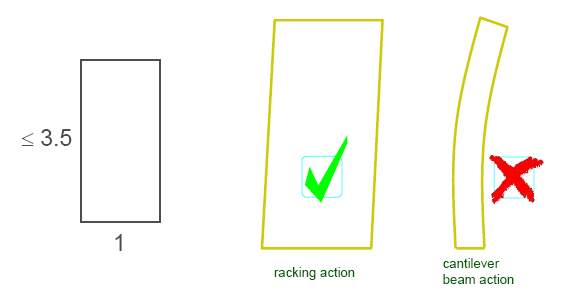 ≤ 3.5
1
racking action
cantilever
beam action